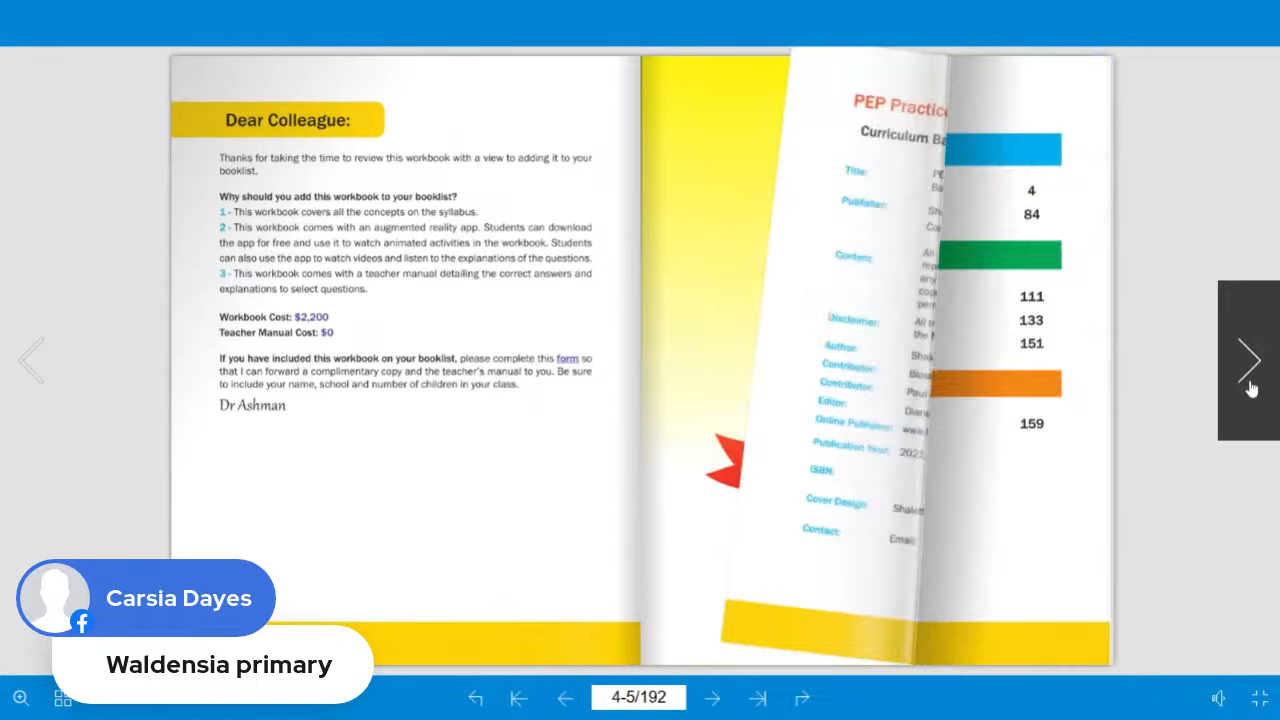 Dear Colleague:
Thanks for taking the time to review this workbook with a view to adding it to your
booklist.
Why should you add this workbook to your booklist?
1 - This workbook covers all the concepts on the syllabus.
2 - This workbook comes with an augmented reality app. Students can download
the app for free and use it to watch animated activities in the workbook. Students
can also use the app to watch videos and listen to the explanations of the questions.
3 - This workbook comes with a teacher manual detailing the correct answers and
explanations to select questions.
Workbook Cost: $2,200
Teacher Manual Cost: $0
If you have included this workbook on your booklist, please complete this form so
that I can forward a complimentary copy and the teacher's manual to you. Be sure
to include your name, school and number of children in your class.
Dr Ashman
PEP Practice
Curriculum Ba
Title:
Publisher:
Content:
All
Disclaimer:
Author:
Contributor:
Contributor:
Paul
Editor:
Online Publisher: www.
Publication Year: 2021
ISBN:
Cover Design: Shalett
Contact: Email:
4
84
111
133
151
159
Carsia Dayes
Waldensia primary
4-5/192